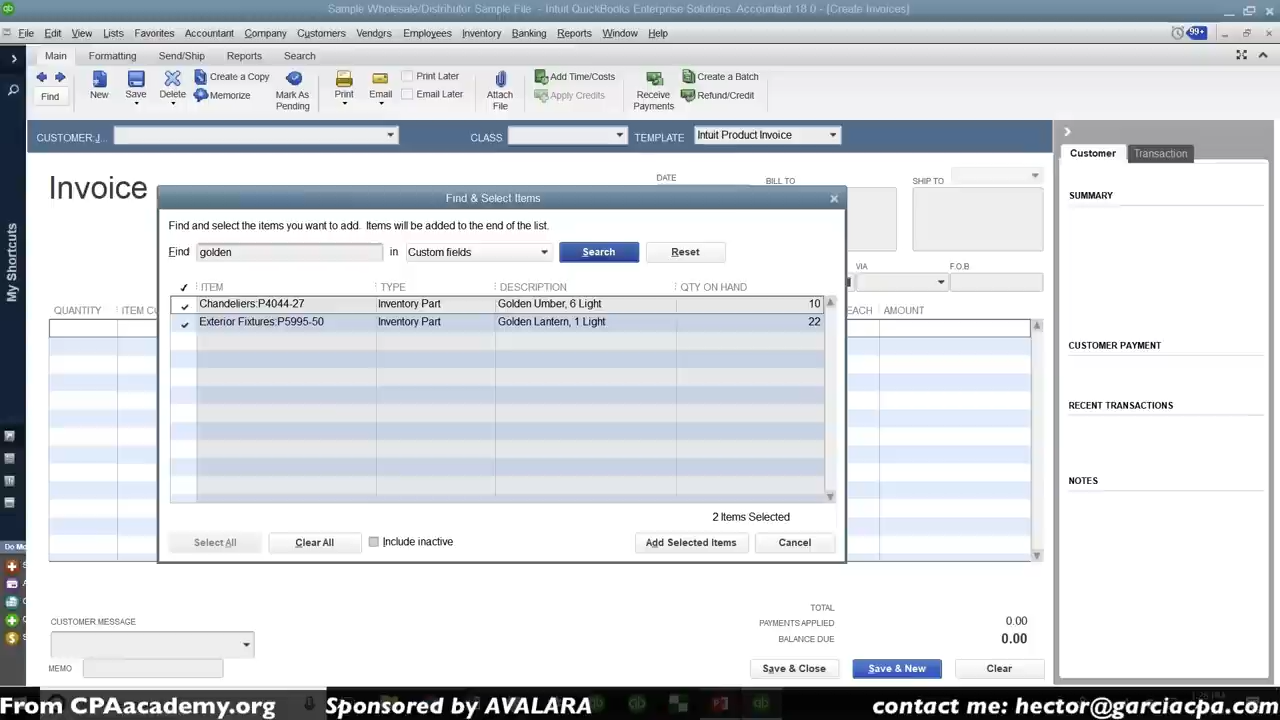 Sample Wholesale/Distributor Sample File - Intuit QuickBooks Enterprise Solutions: Accountant 18.0 - [Create Invoices]
File Edit View Lists Favorites Accountant Company Customers Vendors Employees Inventory Banking Reports Window Help 99+
Main Formatting Send/Ship Reports Search
Find New Save Delete Create a Copy Memorize Mark As Pending Print Email Print Later Email Later Attach File Add Time/Costs Apply Credits Receive Payments Create a Batch Refund/Credit
CUSTOMER:J... CLASS TEMPLATE Intuit Product Invoice
Customer Transaction
My Shortcuts
Invoice
DATE BILL TO SHIP TO
SUMMARY
Find & Select Items
Find and select the items you want to add. Items will be added to the end of the list.
Find golden in Custom fields Search Reset
VIA F.O.B
ITEM TYPE DESCRIPTION QTY ON HAND
Chandeliers:P4044-27 Inventory Part Golden Umber, 6 Light 10
Exterior Fixtures:P5995-50 Inventory Part Golden Lantern, 1 Light 22
QUANTITY EACH AMOUNT
CUSTOMER PAYMENT
RECENT TRANSACTIONS
NOTES
2 Items Selected
Select All Clear All Include inactive Add Selected Items Cancel
CUSTOMER MESSAGE
MEMO
TOTAL
PAYMENTS APPLIED 0.00
BALANCE DUE 0.00
Save & Close Save & New Clear
From CPAacademy.org Sponsored by AVALARA contact me: hector@garciacpa.com